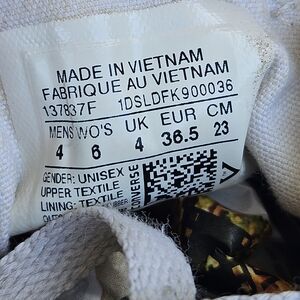 MADE IN VIETNAM
FABRIQUE AU VIETNAM
137837F 1DSLDFK900036
MENS WO'S UK EUR CM
4 6 4 36.5 23
GENDER: UNISEX
UPPER TEXTILE
LINING: TEXTILE
CONVERSE